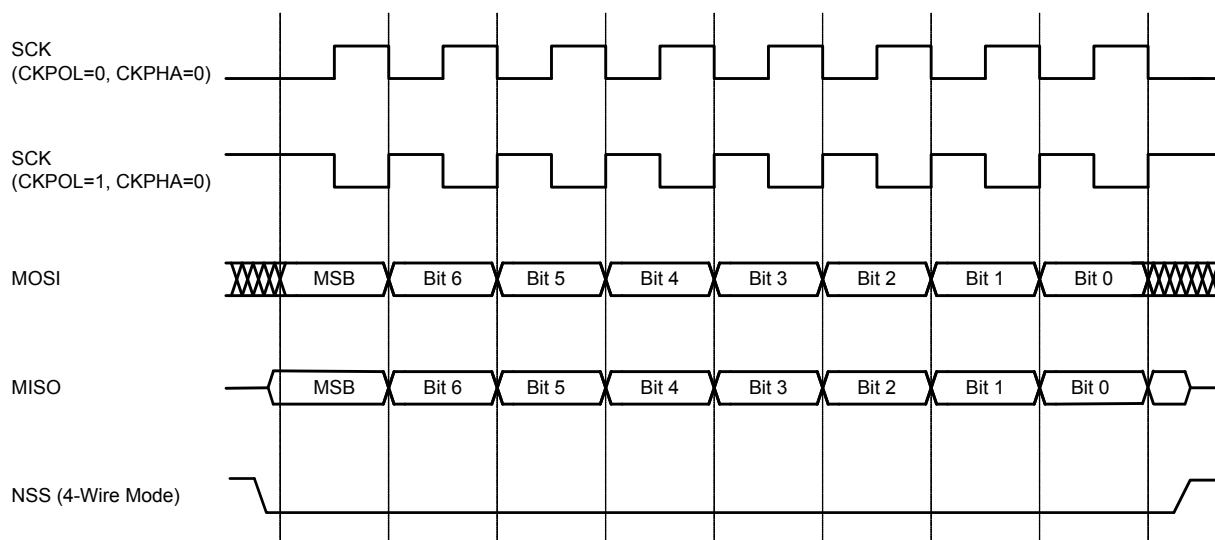 SCK
(CKPOL=0, CKPHA=0)
SCK
(CKPOL=1, CKPHA=0)
MOSI MSB Bit 6 Bit 5 Bit 4 Bit 3 Bit 2 Bit 1 Bit 0
MISO MSB Bit 6 Bit 5 Bit 4 Bit 3 Bit 2 Bit 1 Bit 0
NSS (4-Wire Mode)